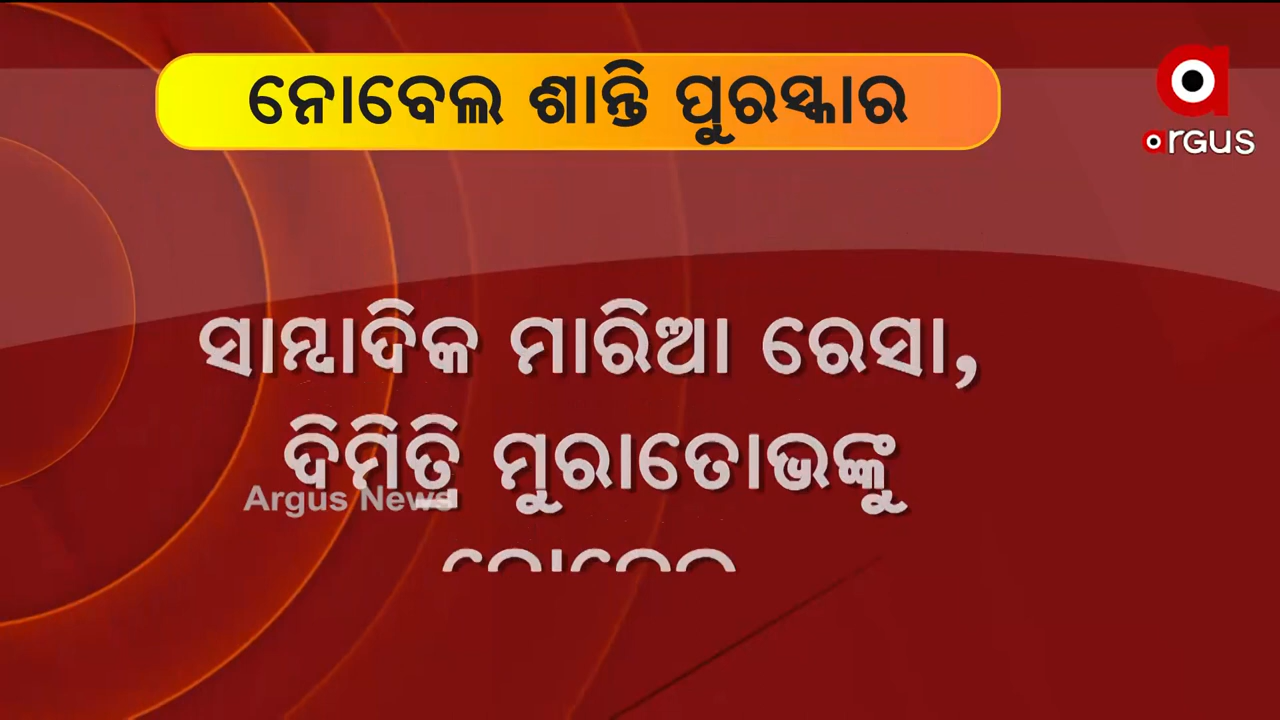 ନୋବେଲ ଶାନ୍ତି ପୁରସ୍କାର
argus
ସାମ୍ବାଦିକ ମାରିଆ ରେସା,
ଦିମିତ୍ରି ମୁରାତୋଭଙ୍କୁ
Argus News